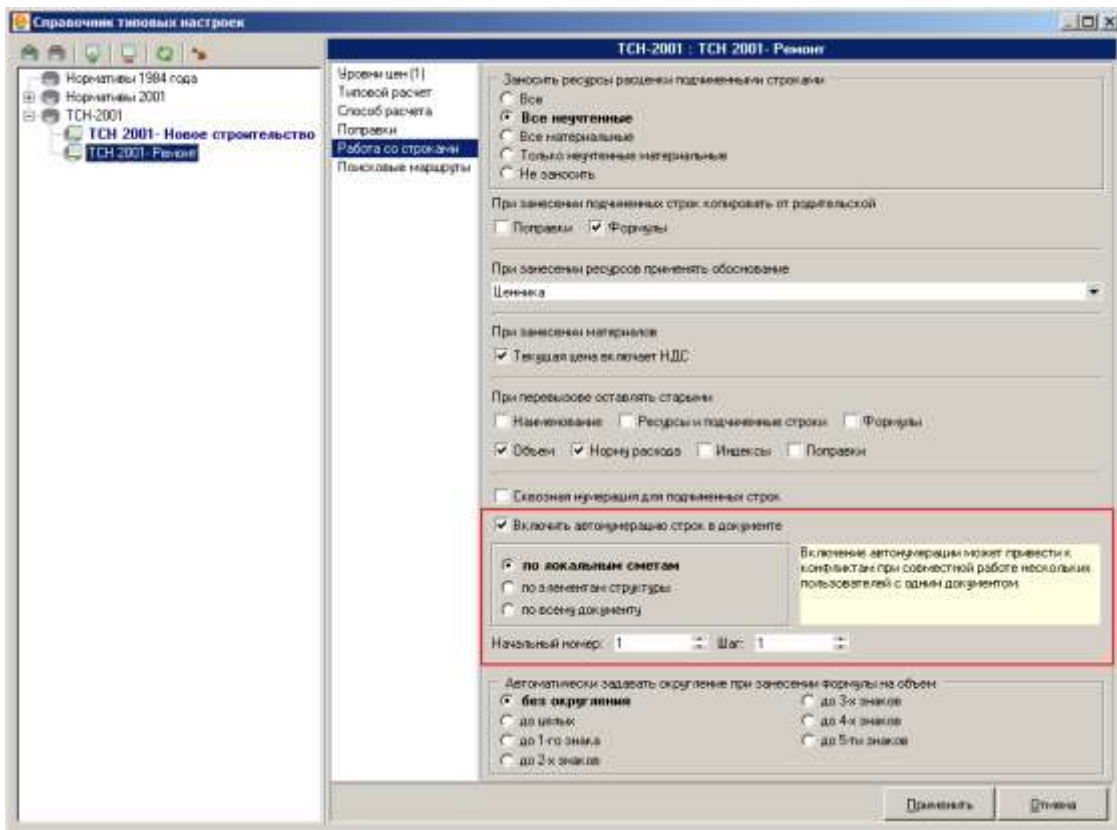 Справочник типовых настроек
Нормативы 1984 года
Нормативы 2001
ТСН-2001
ТСН 2001- Новое строительство
ТСН 2001- Ремонт
ТСН-2001 : ТСН 2001- Ремонт
Уровни цен (1)
Типовой расчет
Способ расчета
Поправки
Работа со строками
Поисковые маршруты
Заносить ресурсы расценки подчиненными строками
Все
Все неучтенные
Все материальные
Только неучтенные материальные
Не заносить
При занесении подчиненных строк копировать от родительской
Поправки Формулы
При занесении ресурсов применять обоснование
Ценника
При занесении материалов
Текущая цена включает НДС
При перевызове оставлять старыми
Наименование Ресурсы и подчиненные строки Формулы
Объем Норму расхода Индексы Поправки
Сквозная нумерация для подчиненных строк
Включить автонумерацию строк в документе
по локальным сметам
по элементам структуры
по всему документу
Включение автонумерации может привести к
конфликтам при совместной работе нескольких
пользователей с одним документом
Начальный номер: 1 Шаг: 1
Автоматически задавать округление при занесении формулы на объем
без округления до 3-х знаков
до целых до 4-х знаков
до 1-го знака до 5-ти знаков
до 2-х знаков
Применить Отмена